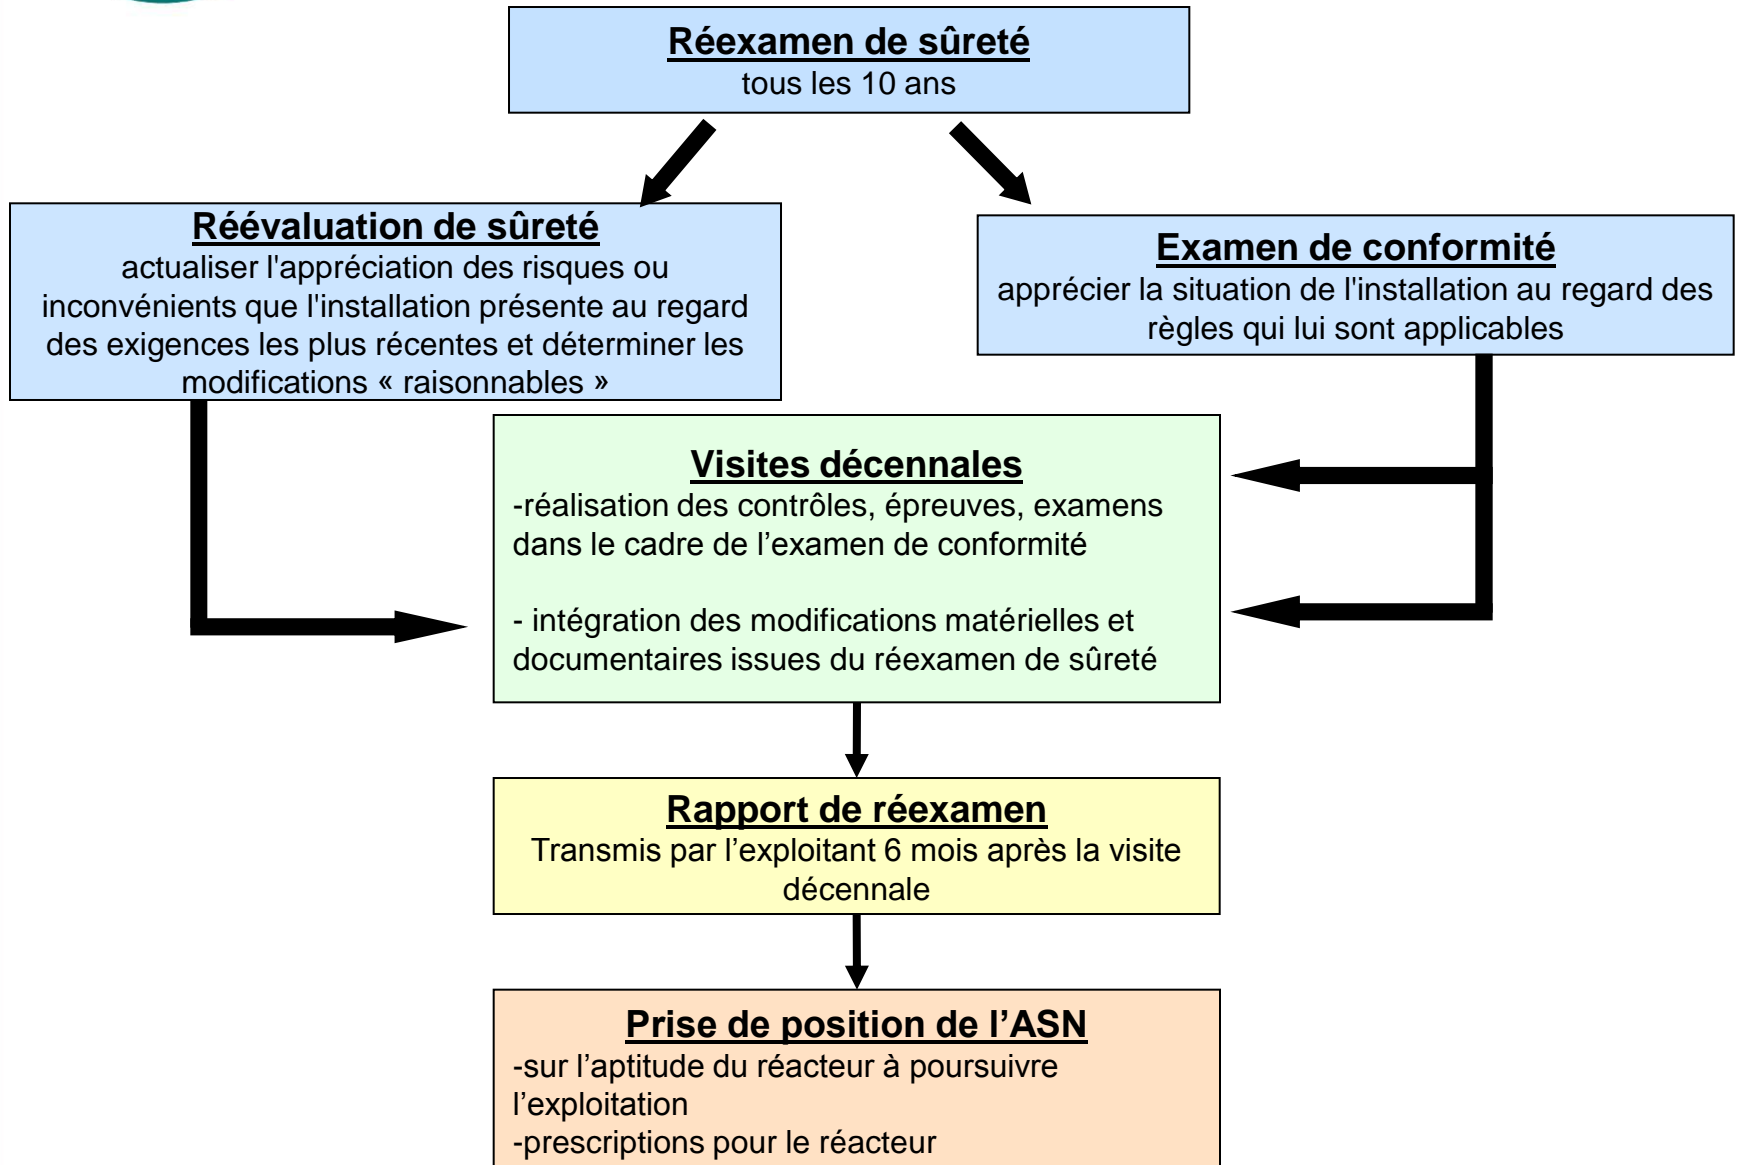 Réexamen de sûreté
tous les 10 ans
Réévaluation de sûreté
actualiser l'appréciation des risques ou
inconvénients que l'installation présente au regard
des exigences les plus récentes et déterminer les
modifications « raisonnables »
Examen de conformité
apprécier la situation de l'installation au regard des
règles qui lui sont applicables
Visites décennales
-réalisation des contrôles, épreuves, examens
dans le cadre de l’examen de conformité
- intégration des modifications matérielles et
documentaires issues du réexamen de sûreté
Rapport de réexamen
Transmis par l’exploitant 6 mois après la visite
décennale
Prise de position de l’ASN
-sur l’aptitude du réacteur à poursuivre
l’exploitation
-prescriptions pour le réacteur